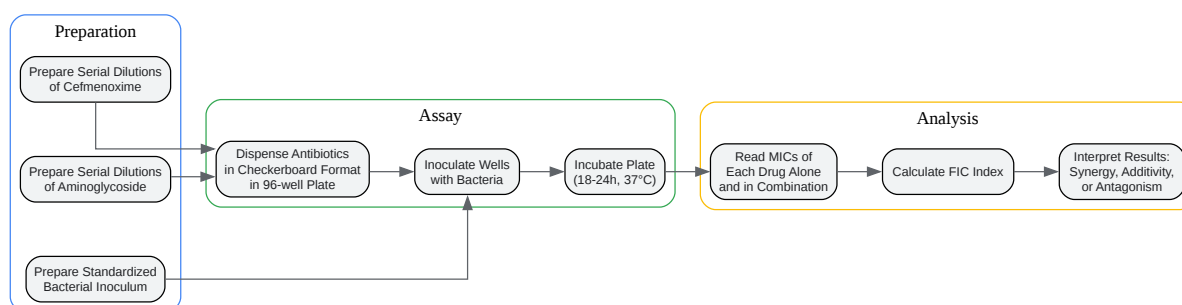 Preparation
Prepare Serial Dilutions
of Cefmenoxime
Prepare Serial Dilutions
of Aminoglycoside
Prepare Standardized
Bacterial Inoculum
Assay
Dispense Antibiotics
in Checkerboard Format
in 96-well Plate
Inoculate Wells
with Bacteria
Incubate Plate
(18-24h, 37°C)
Analysis
Read MICs of
Each Drug Alone
and in Combination
Calculate FIC Index
Interpret Results:
Synergy, Additivity,
or Antagonism